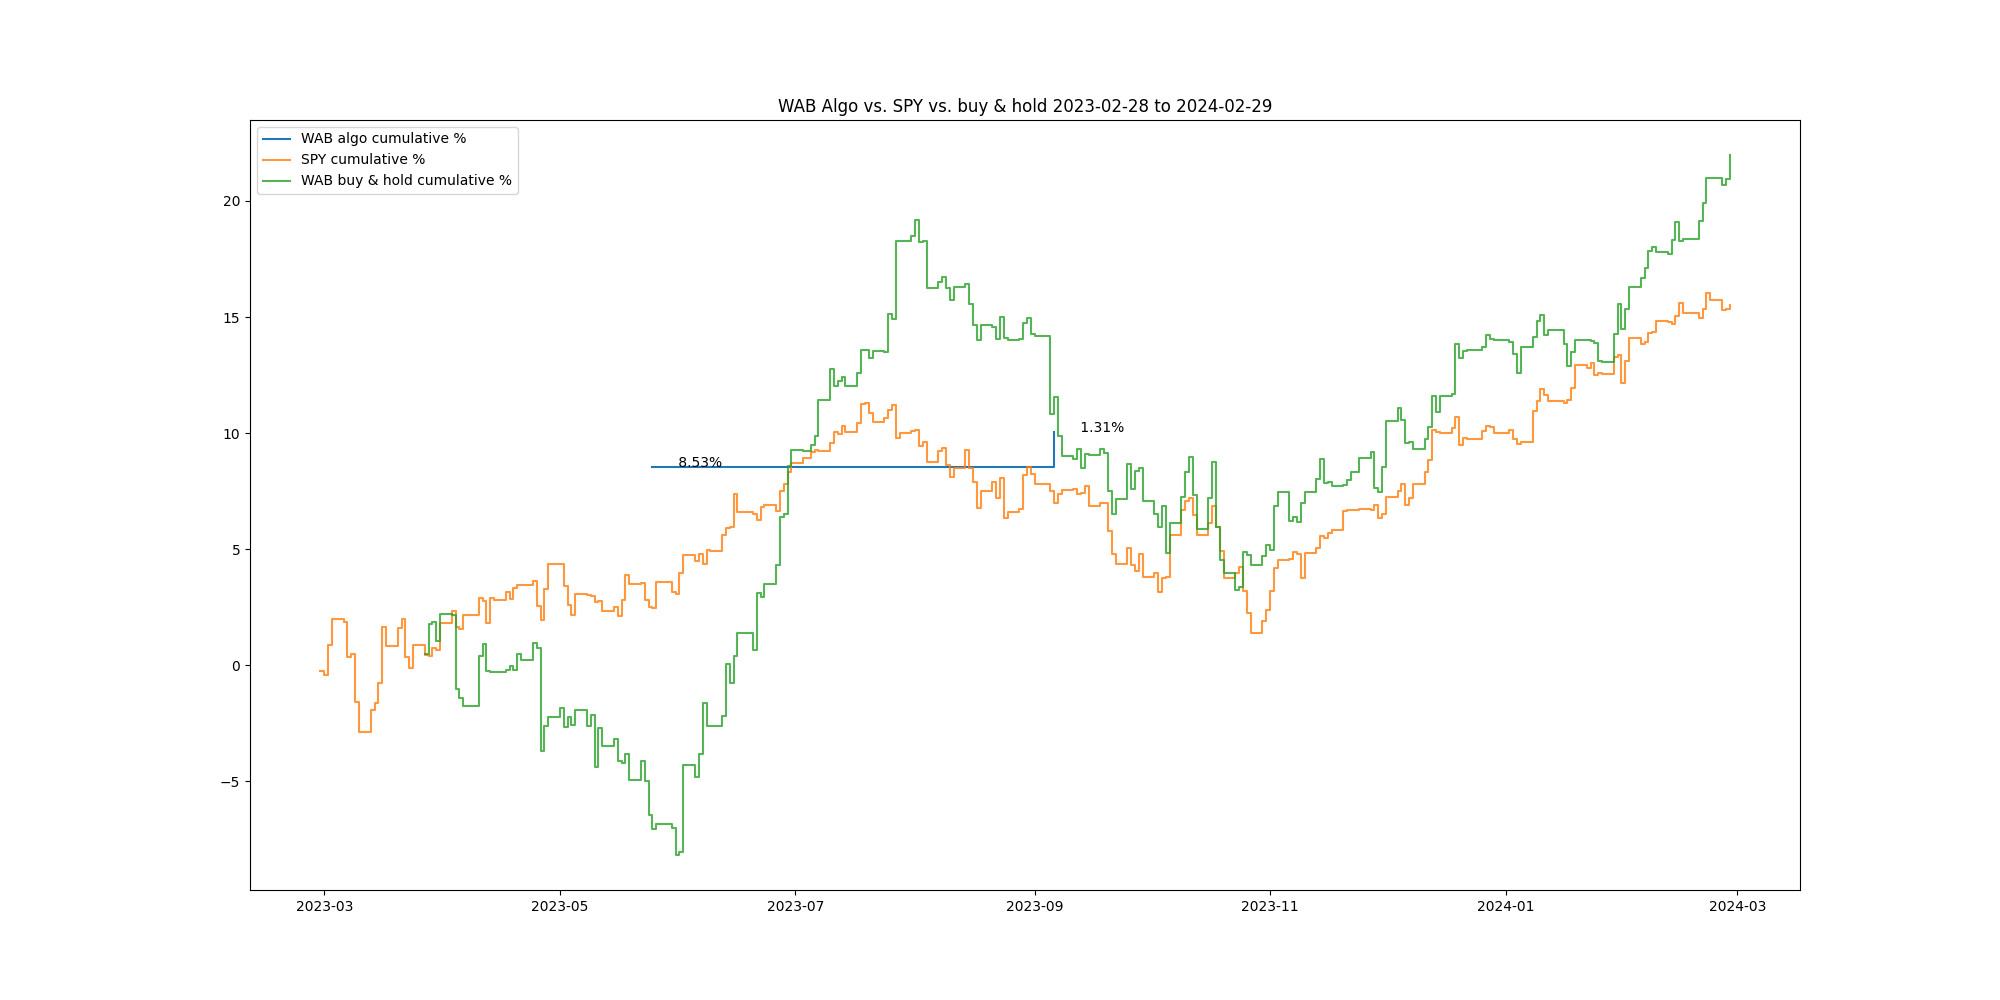 WAB Algo vs. SPY vs. buy & hold 2023-02-28 to 2024-02-29
WAB algo cumulative %
SPY cumulative %
WAB buy & hold cumulative %
20
15
10
5
0
−5
8.53%
1.31%
2023-03 2023-05 2023-07 2023-09 2023-11 2024-01 2024-03